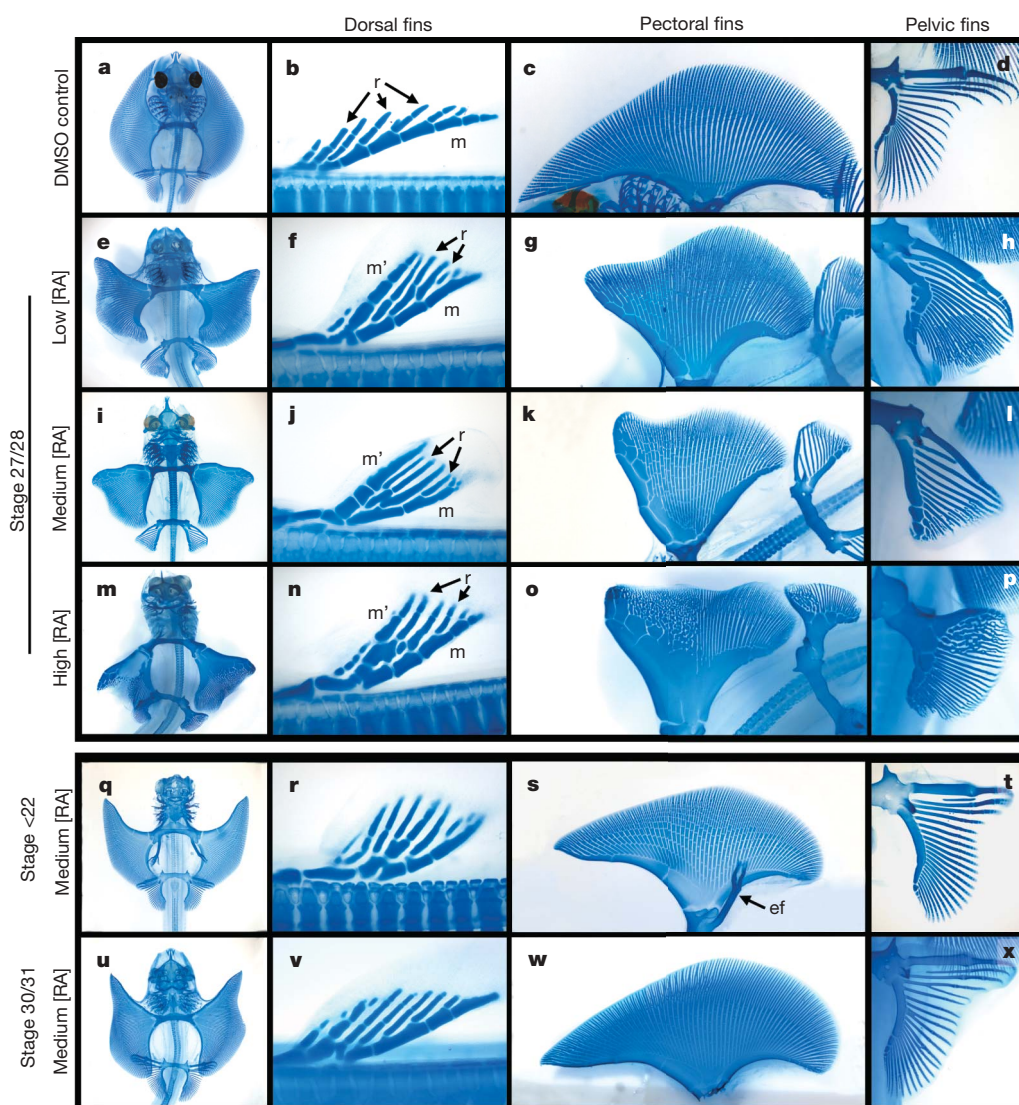 Dorsal fins Pectoral fins Pelvic fins
DMSO control
a b r m c d
Stage 27/28
Low [RA]
e f r m' m g h
Medium [RA]
i j r m' m k l
High [RA]
m n r m' m o p
Stage <22
Medium [RA]
q r s ef t
Stage 30/31
Medium [RA]
u v w x